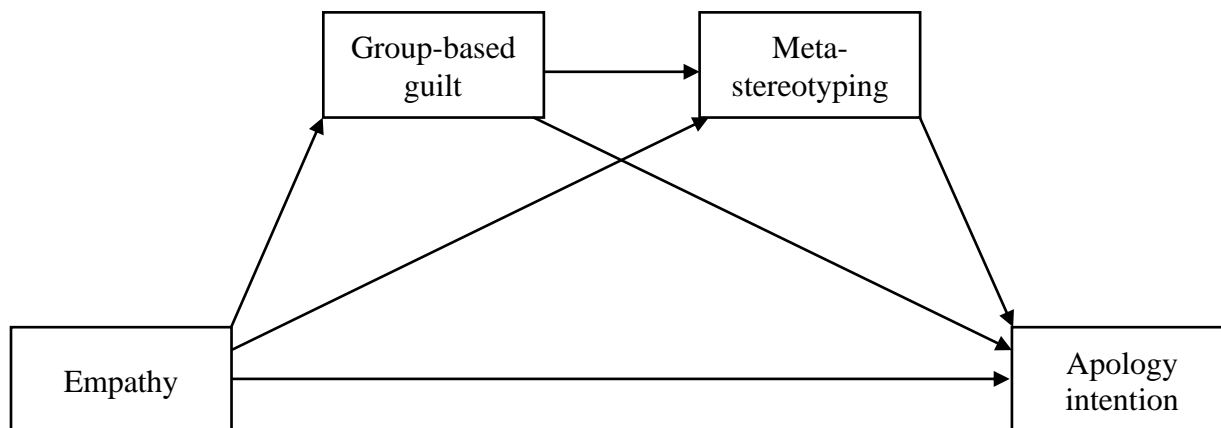 Group-based
guilt
Meta-
stereotyping
Empathy
Apology
intention